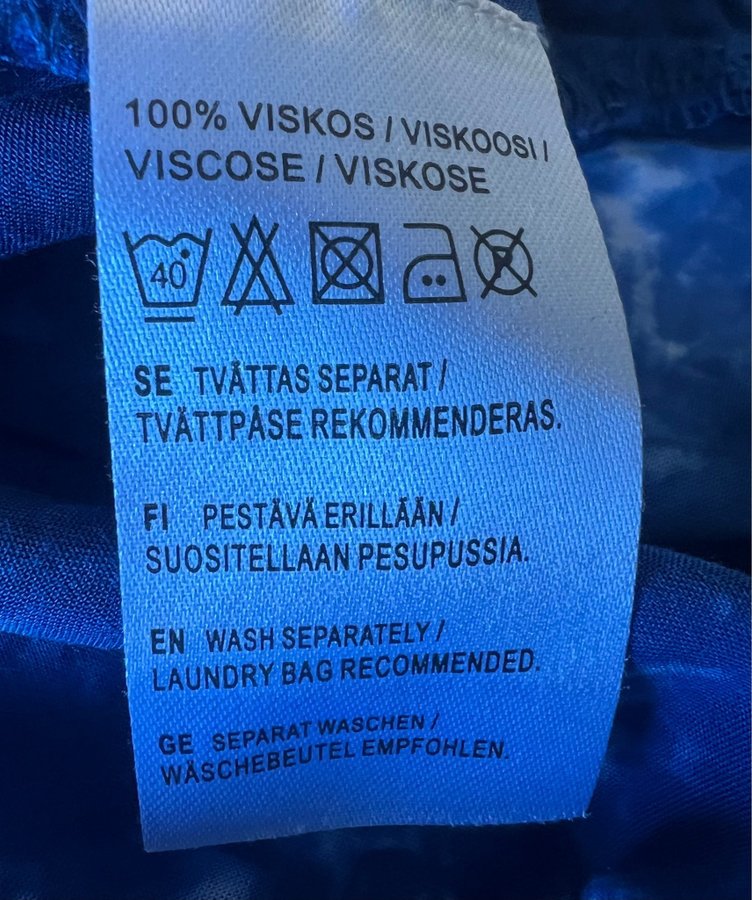 100% VISKOS / VISKOOSI /
VISCOSE / VISKOSE
40°
P
SE TVÄTTAS SEPARAT /
TVÄTTPÅSE REKOMMENDERAS.
FI PESTÄVÄ ERILLÄÄN /
SUOSITELLAAN PESUPUSSIA.
EN WASH SEPARATELY /
LAUNDRY BAG RECOMMENDED.
GE SEPARAT WASCHEN /
WÄSCHEBEUTEL EMPFOHLEN.